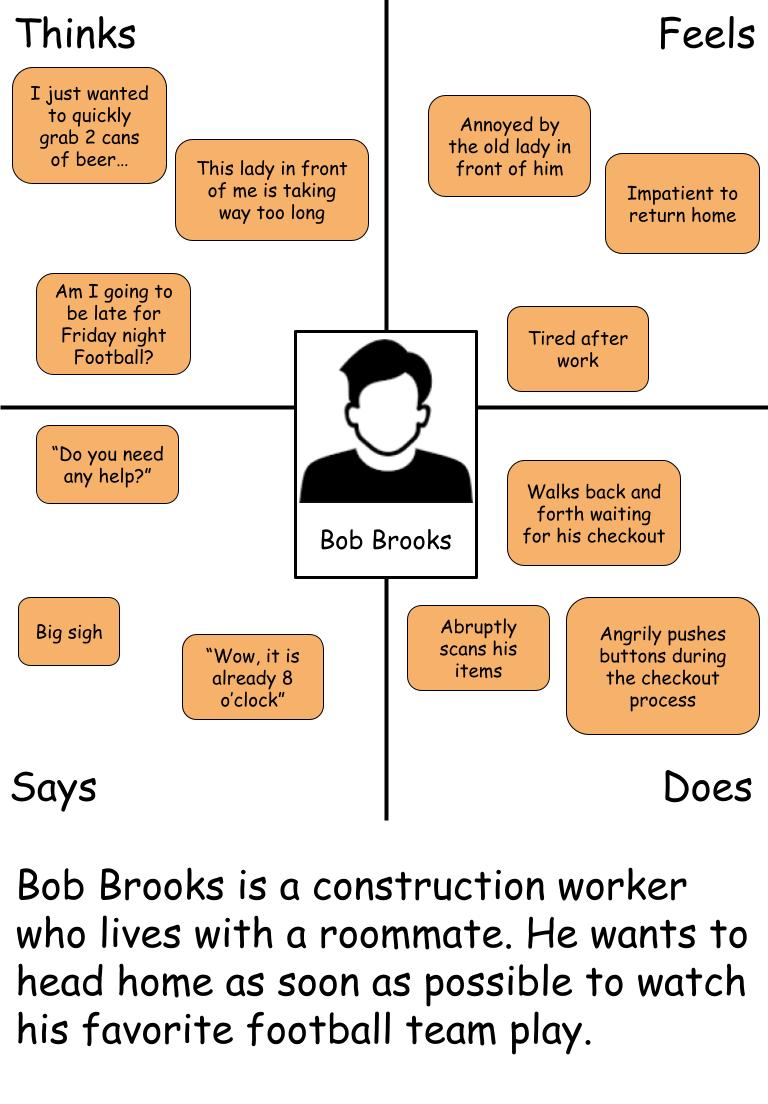 Thinks
Feels
I just wanted
to quickly
grab 2 cans
of beer…
This lady in front
of me is taking
way too long
Am I going to
be late for
Friday night
Football?
Annoyed by
the old lady in
front of him
Impatient to
return home
Tired after
work
Bob Brooks
“Do you need
any help?”
Big sigh
“Wow, it is
already 8
o’clock”
Walks back and
forth waiting
for his checkout
Abruptly
scans his
items
Angrily pushes
buttons during
the checkout
process
Says
Does
Bob Brooks is a construction worker
who lives with a roommate. He wants to
head home as soon as possible to watch
his favorite football team play.